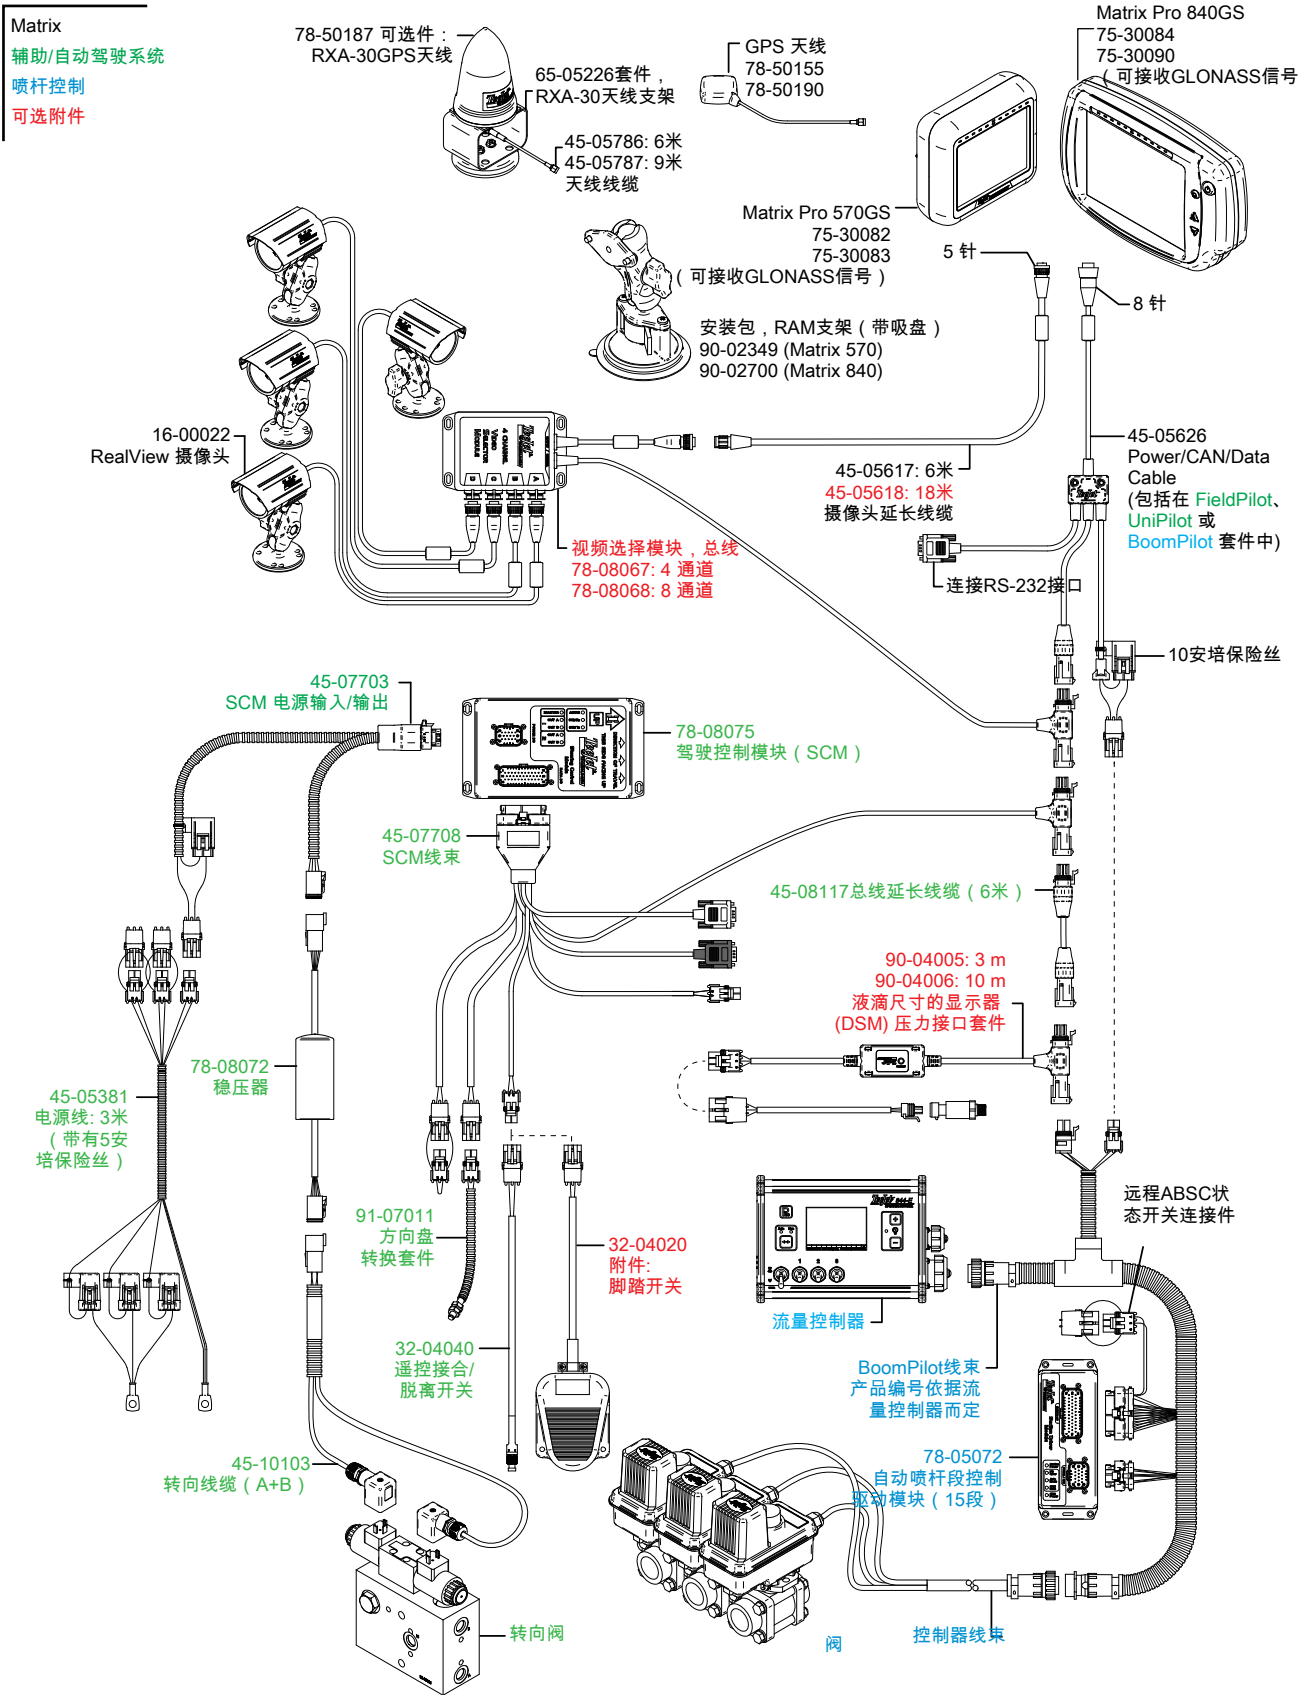 Matrix
辅助/自动驾驶系统
喷杆控制
可选附件
78-50187 可选件：
RXA-30GPS天线
65-05226套件，
RXA-30天线支架
45-05786: 6米
45-05787: 9米
天线线缆
GPS 天线
78-50155
78-50190
Matrix Pro 840GS
75-30084
75-30090
（可接收GLONASS信号
Matrix Pro 570GS
75-30082
75-30083
（可接收GLONASS信号）
5 针
8 针
安装包，RAM支架（带吸盘）
90-02349 (Matrix 570)
90-02700 (Matrix 840)
16-00022
RealView 摄像头
TeeJet
4 CHANNEL
VIDEO
SELECTOR
MODULE
D
C
B
A
45-05617: 6米
45-05618: 18米
摄像头延长线缆
45-05626
Power/CAN/Data
Cable
(包括在 FieldPilot、
UniPilot 或
BoomPilot 套件中)
视频选择模块，总线
78-08067: 4 通道
78-08068: 8 通道
连接RS-232接口
10安培保险丝
45-07703
SCM 电源输入/输出
78-08075
驾驶控制模块（SCM）
45-07708
SCM线束
45-08117总线延长线缆（6米）
90-04005: 3 m
90-04006: 10 m
液滴尺寸的显示器
(DSM) 压力接口套件
78-08072
稳压器
45-05381
电源线: 3米
（带有5安
培保险丝）
91-07011
方向盘
转换套件
32-04020
附件:
脚踏开关
32-04040
遥控接合/
脱离开关
TeeJet 844-E
1
2
3
流量控制器
远程ABSC状
态开关连接件
BoomPilot线束
产品编号依据流
量控制器而定
78-05072
自动喷杆段控制
驱动模块（15段）
45-10103
转向线缆（A+B）
转向阀
阀
控制器线束